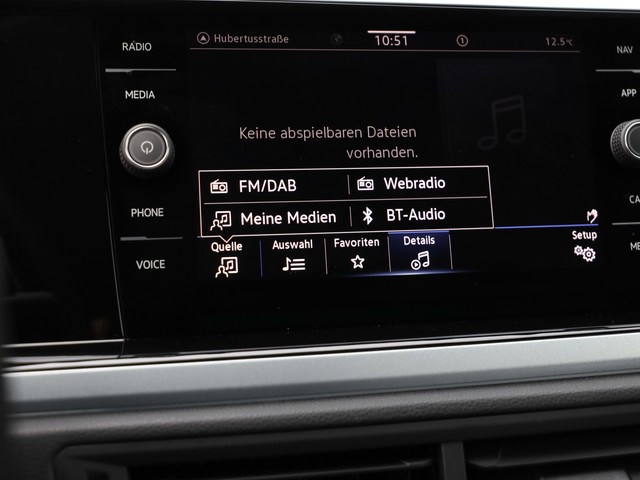 RADIO
MEDIA
PHONE
VOICE
Hubertusstraße
10:51
1
12.5°C
Keine abspielbaren Dateien
vorhanden.
FM/DAB
Webradio
Meine Medien
BT-Audio
Quelle
Auswahl
Favoriten
Details
Setup
NAV
APP